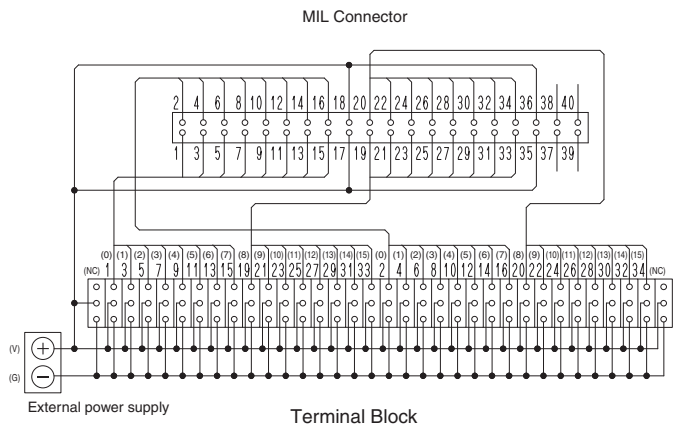 MIL Connector
2 4 6 8 10 12 14 16 18 20 22 24 26 28 30 32 34 36 38 40
1 3 5 7 9 11 13 15 17 19 21 23 25 27 29 31 33 35 37 39
(0) (1) (2) (3) (4) (5) (6) (7) (8) (9) (10) (11) (12) (13) (14) (15) (0) (1) (2) (3) (4) (5) (6) (7) (8) (9) (10) (11) (12) (13) (14) (15)
(NC) 1 3 5 7 9 11 13 15 19 21 23 25 27 29 31 33 2 4 6 8 10 12 14 16 20 22 24 26 28 30 32 34 (NC)
(V)
(G)
External power supply
Terminal Block